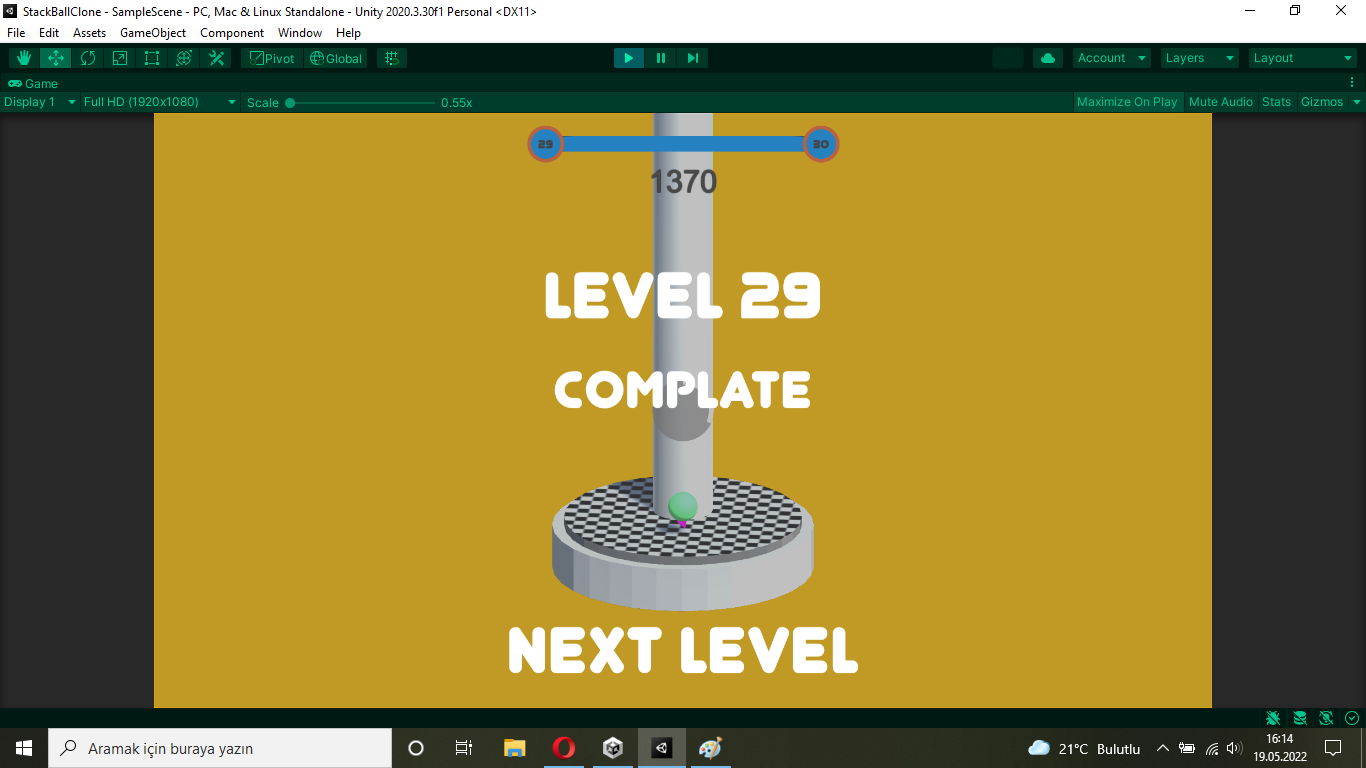 StackBallClone - SampleScene - PC, Mac & Linux Standalone - Unity 2020.3.30f1 Personal <DX11>
File Edit Assets GameObject Component Window Help
Pivot Global Account Layers Layout
Game
Display 1 Full HD (1920x1080) Scale 0.55x Maximize On Play Mute Audio Stats Gizmos
29 30
1370
LEVEL 29
COMPLATE
NEXT LEVEL
Aramak için buraya yazın 21°C Bulutlu 16:14
19.05.2022